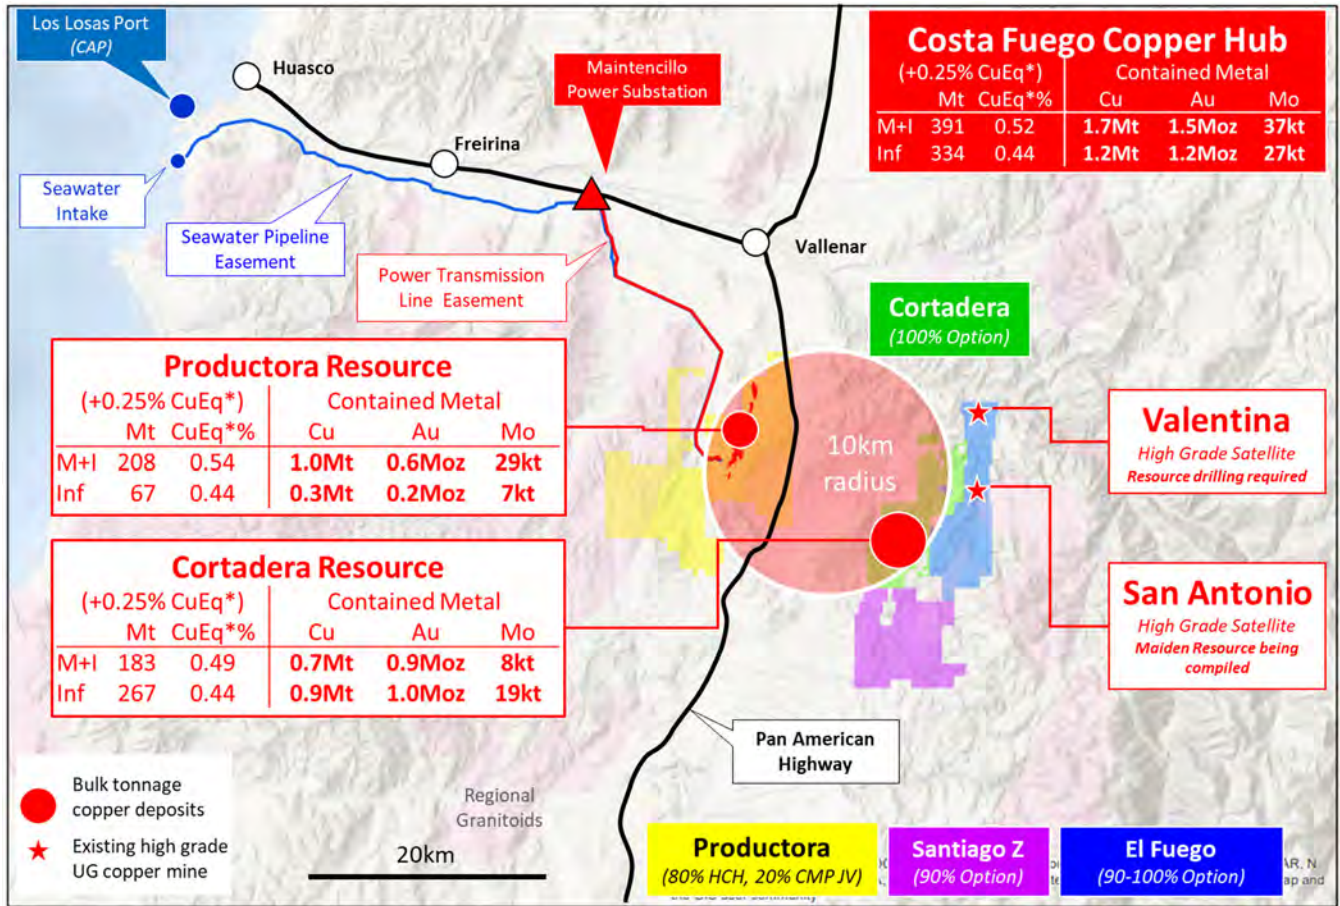 Los Losas Port
(CAP)
Huasco
Maintencillo
Power Substation
Costa Fuego Copper Hub
(+0.25% CuEq*) Contained Metal
Mt CuEq*% Cu Au Mo
M+I 391 0.52 1.7Mt 1.5Moz 37kt
Inf 334 0.44 1.2Mt 1.2Moz 27kt
Freirina
Seawater
Intake
Seawater Pipeline
Easement
Power Transmission
Line Easement
Vallenar
Cortadera
(100% Option)
Productora Resource
(+0.25% CuEq*) Contained Metal
Mt CuEq*% Cu Au Mo
M+I 208 0.54 1.0Mt 0.6Moz 29kt
Inf 67 0.44 0.3Mt 0.2Moz 7kt
10km
radius
Valentina
High Grade Satellite
Resource drilling required
Cortadera Resource
(+0.25% CuEq*) Contained Metal
Mt CuEq*% Cu Au Mo
M+I 183 0.49 0.7Mt 0.9Moz 8kt
Inf 267 0.44 0.9Mt 1.0Moz 19kt
San Antonio
High Grade Satellite
Maiden Resource being
compiled
Pan American
Highway
Bulk tonnage
copper deposits
Existing high grade
UG copper mine
Regional
Granitoids
20km
Productora
(80% HCH, 20% CMP JV)
Santiago Z
(90% Option)
El Fuego
(90-100% Option)
AR, N
ap and